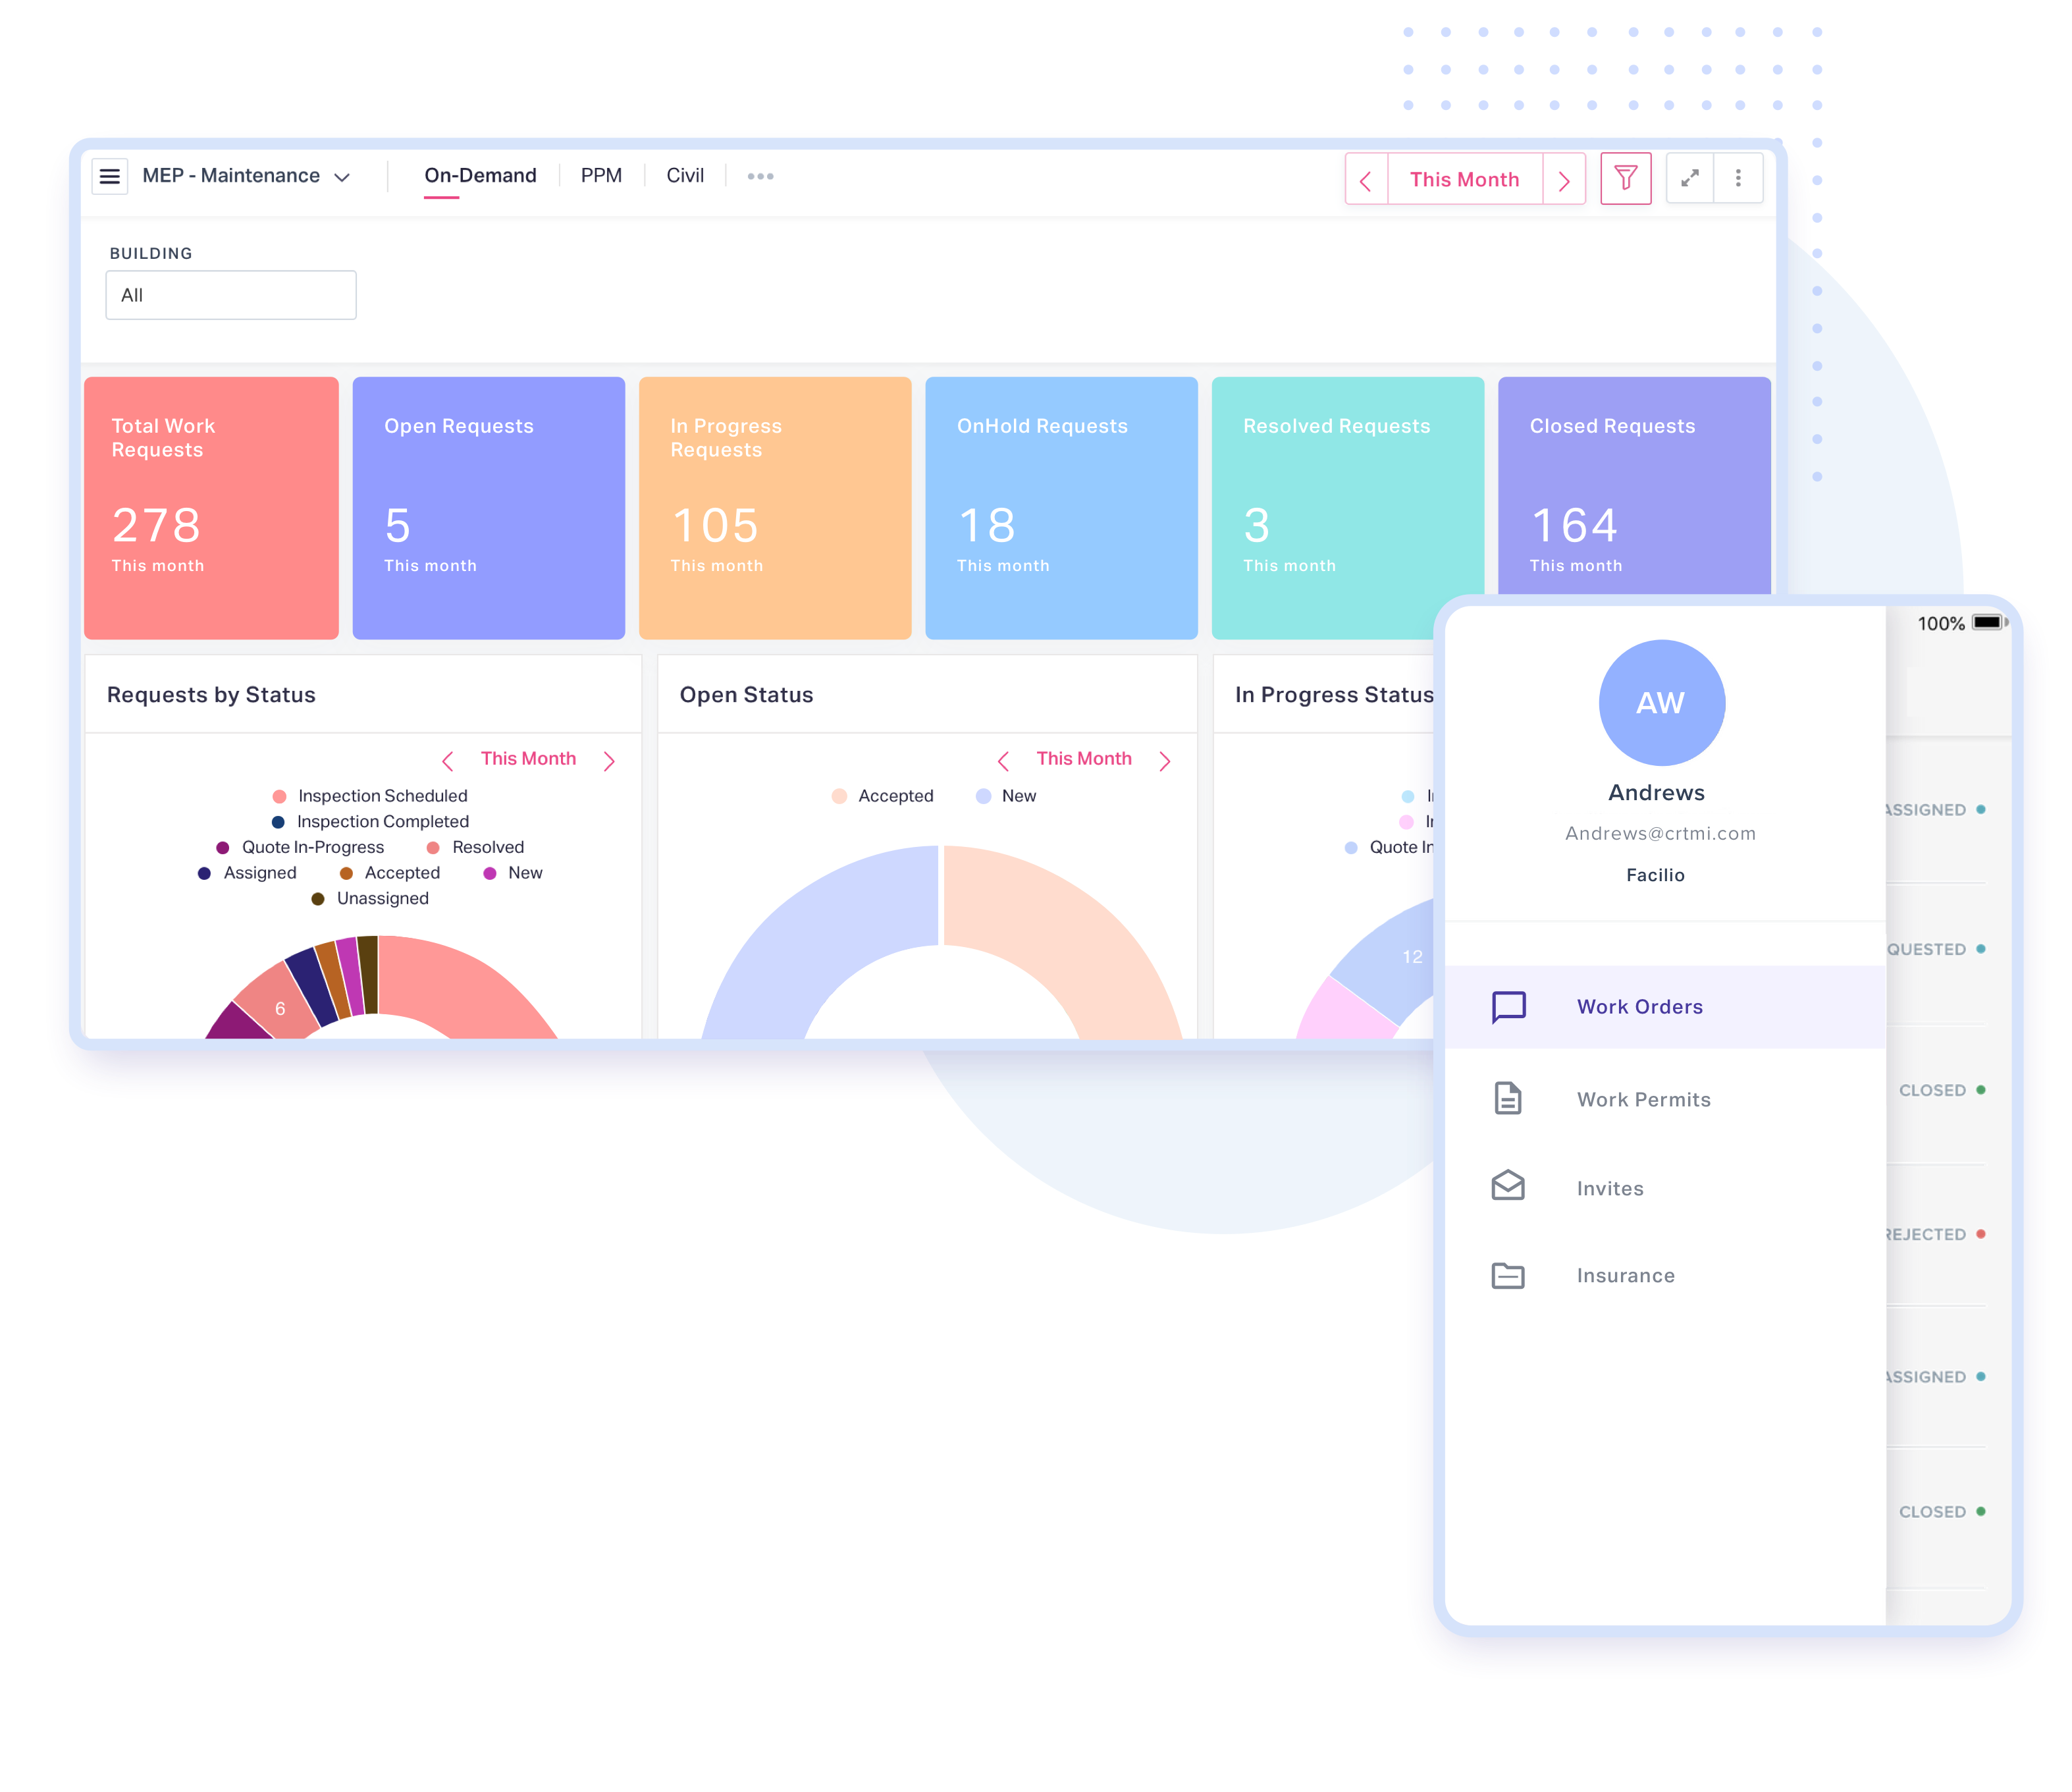 MEP - Maintenance
On-Demand
PPM
Civil
This Month
BUILDING
All
Total Work
Requests
278
This month
Open Requests
5
This month
In Progress
Requests
105
This month
OnHold Requests
18
This month
Resolved Requests
3
This month
Closed Requests
164
This month
Requests by Status
This Month
Inspection Scheduled
Inspection Completed
Quote In-Progress
Resolved
Assigned
Accepted
New
Unassigned
6
Open Status
This Month
Accepted
New
In Progress Status
Quote In
12
100%
AW
Andrews
Andrews@crtmi.com
Facilio
Work Orders
Work Permits
Invites
Insurance
ASSIGNED
QUESTED
CLOSED
REJECTED
ASSIGNED
CLOSED